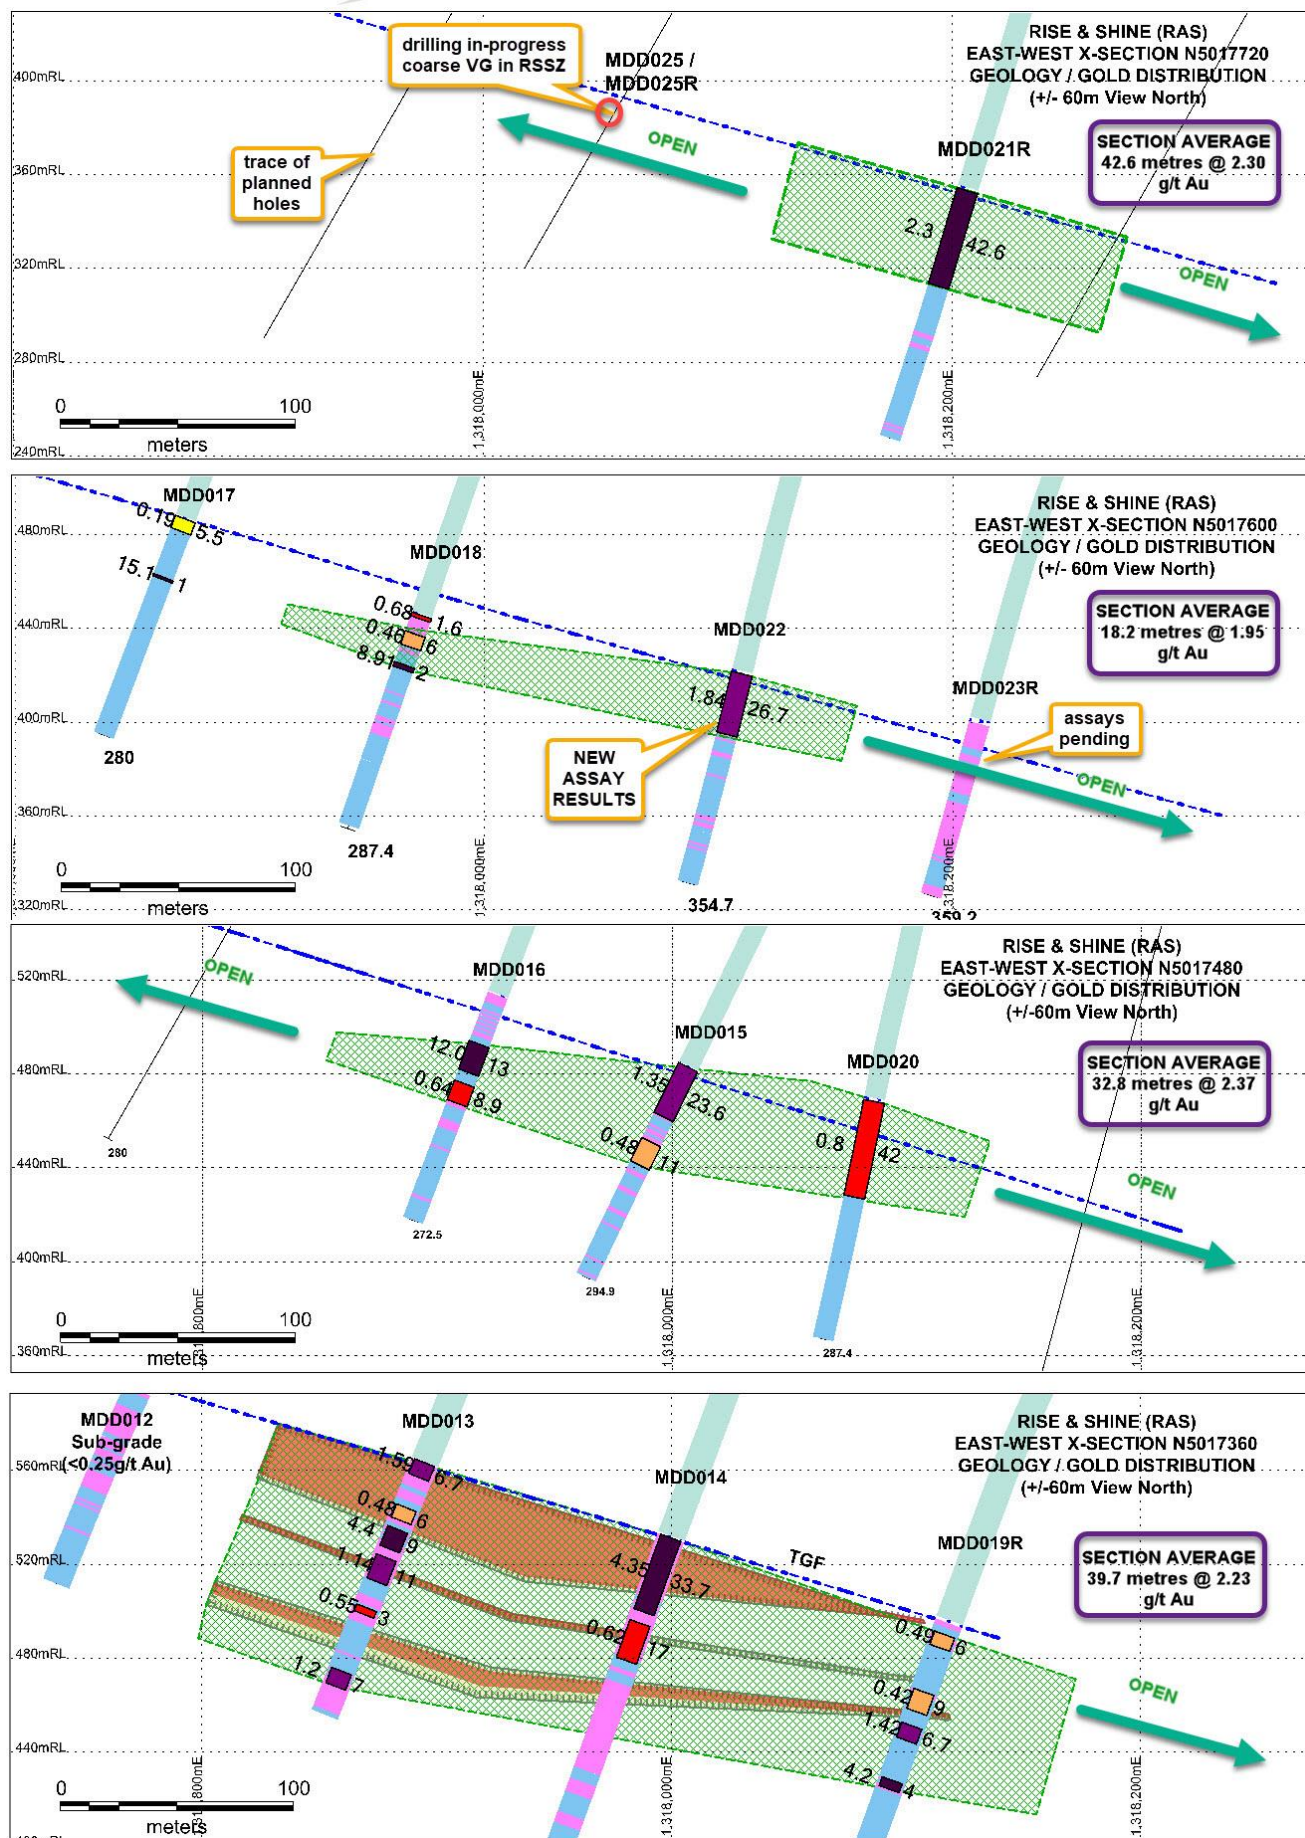 RISE & SHINE (RAS)
EAST-WEST X-SECTION N5017720
GEOLOGY / GOLD DISTRIBUTION
(+/- 60m View North)
SECTION AVERAGE
42.6 metres @ 2.30
g/t Au
drilling in-progress
coarse VG in RSSZ
MDD025 /
MDD025R
trace of
planned
holes
OPEN
MDD021R
2.3
42.6
OPEN
400mRL
360mRL
320mRL
280mRL
240mRL
0
100
meters
1,318,000mE
1,318,200mE
RISE & SHINE (RAS)
EAST-WEST X-SECTION N5017600
GEOLOGY / GOLD DISTRIBUTION
(+/- 60m View North)
SECTION AVERAGE
18.2 metres @ 1.95
g/t Au
MDD017
0.19
5.5
15.1
1
280
MDD018
0.68
1.6
0.46
6
8.91
2
287.4
MDD022
1.84
26.7
NEW
ASSAY
RESULTS
354.7
MDD023R
assays
pending
OPEN
359.2
480mRL
440mRL
400mRL
360mRL
320mRL
0
100
meters
1,318,000mE
1,318,200mE
RISE & SHINE (RAS)
EAST-WEST X-SECTION N5017480
GEOLOGY / GOLD DISTRIBUTION
(+/-60m View North)
SECTION AVERAGE
32.8 metres @ 2.37
g/t Au
OPEN
280
MDD016
12.0
13
0.64
8.9
272.5
MDD015
1.35
23.6
0.48
11
294.9
MDD020
0.8
42
287.4
OPEN
520mRL
480mRL
440mRL
400mRL
360mRL
0
100
meters
1,318,000mE
1,318,200mE
RISE & SHINE (RAS)
EAST-WEST X-SECTION N5017360
GEOLOGY / GOLD DISTRIBUTION
(+/-60m View North)
SECTION AVERAGE
39.7 metres @ 2.23
g/t Au
MDD012
Sub-grade
(<0.25g/t Au)
MDD013
1.59
6.7
0.48
6
4.4
9
1.14
11
0.55
3
1.2
7
MDD014
4.35
33.7
0.62
17
TGF
MDD019R
0.49
6
0.42
9
1.42
6.7
4.2
4
OPEN
560mRL
520mRL
480mRL
440mRL
0
100
meters
1,318,000mE
1,318,200mE